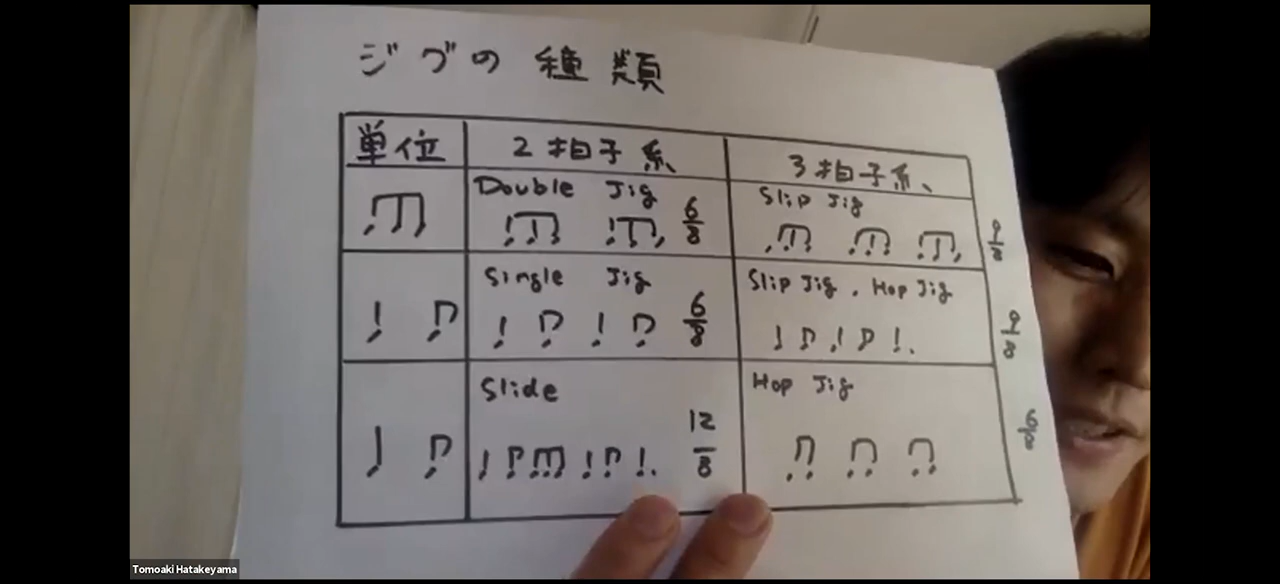 ジグの種類
単位 2拍子系 3拍子系
Double Jig 6/8
Slip Jig 9/8
Single Jig 6/8
Slip Jig, Hop Jig 9/8
Slide 12/8
Hop Jig 6/8
Tomoaki Hatakeyama